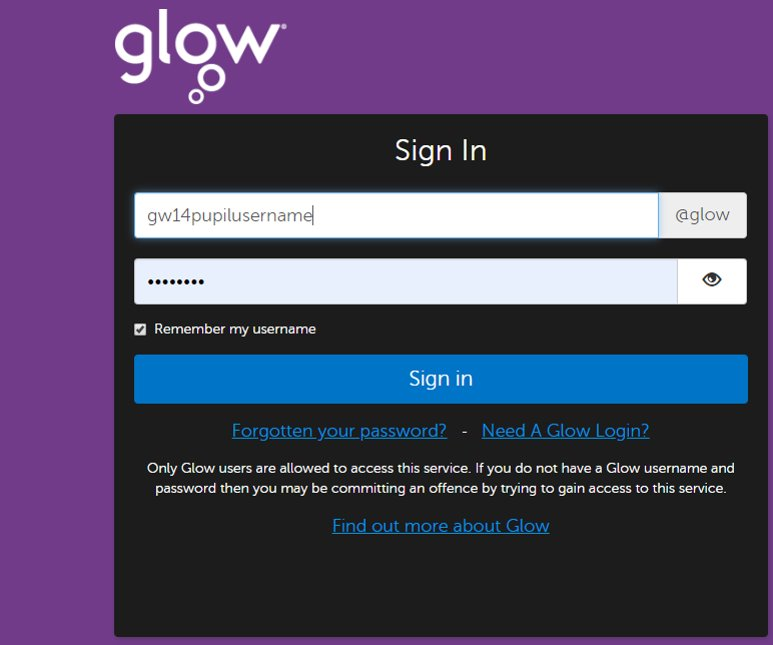 glow
Sign In
gw14pupilusername
@glow
••••••••
Remember my username
Sign in
Forgotten your password? - Need A Glow Login?
Only Glow users are allowed to access this service. If you do not have a Glow username and
password then you may be committing an offence by trying to gain access to this service.
Find out more about Glow